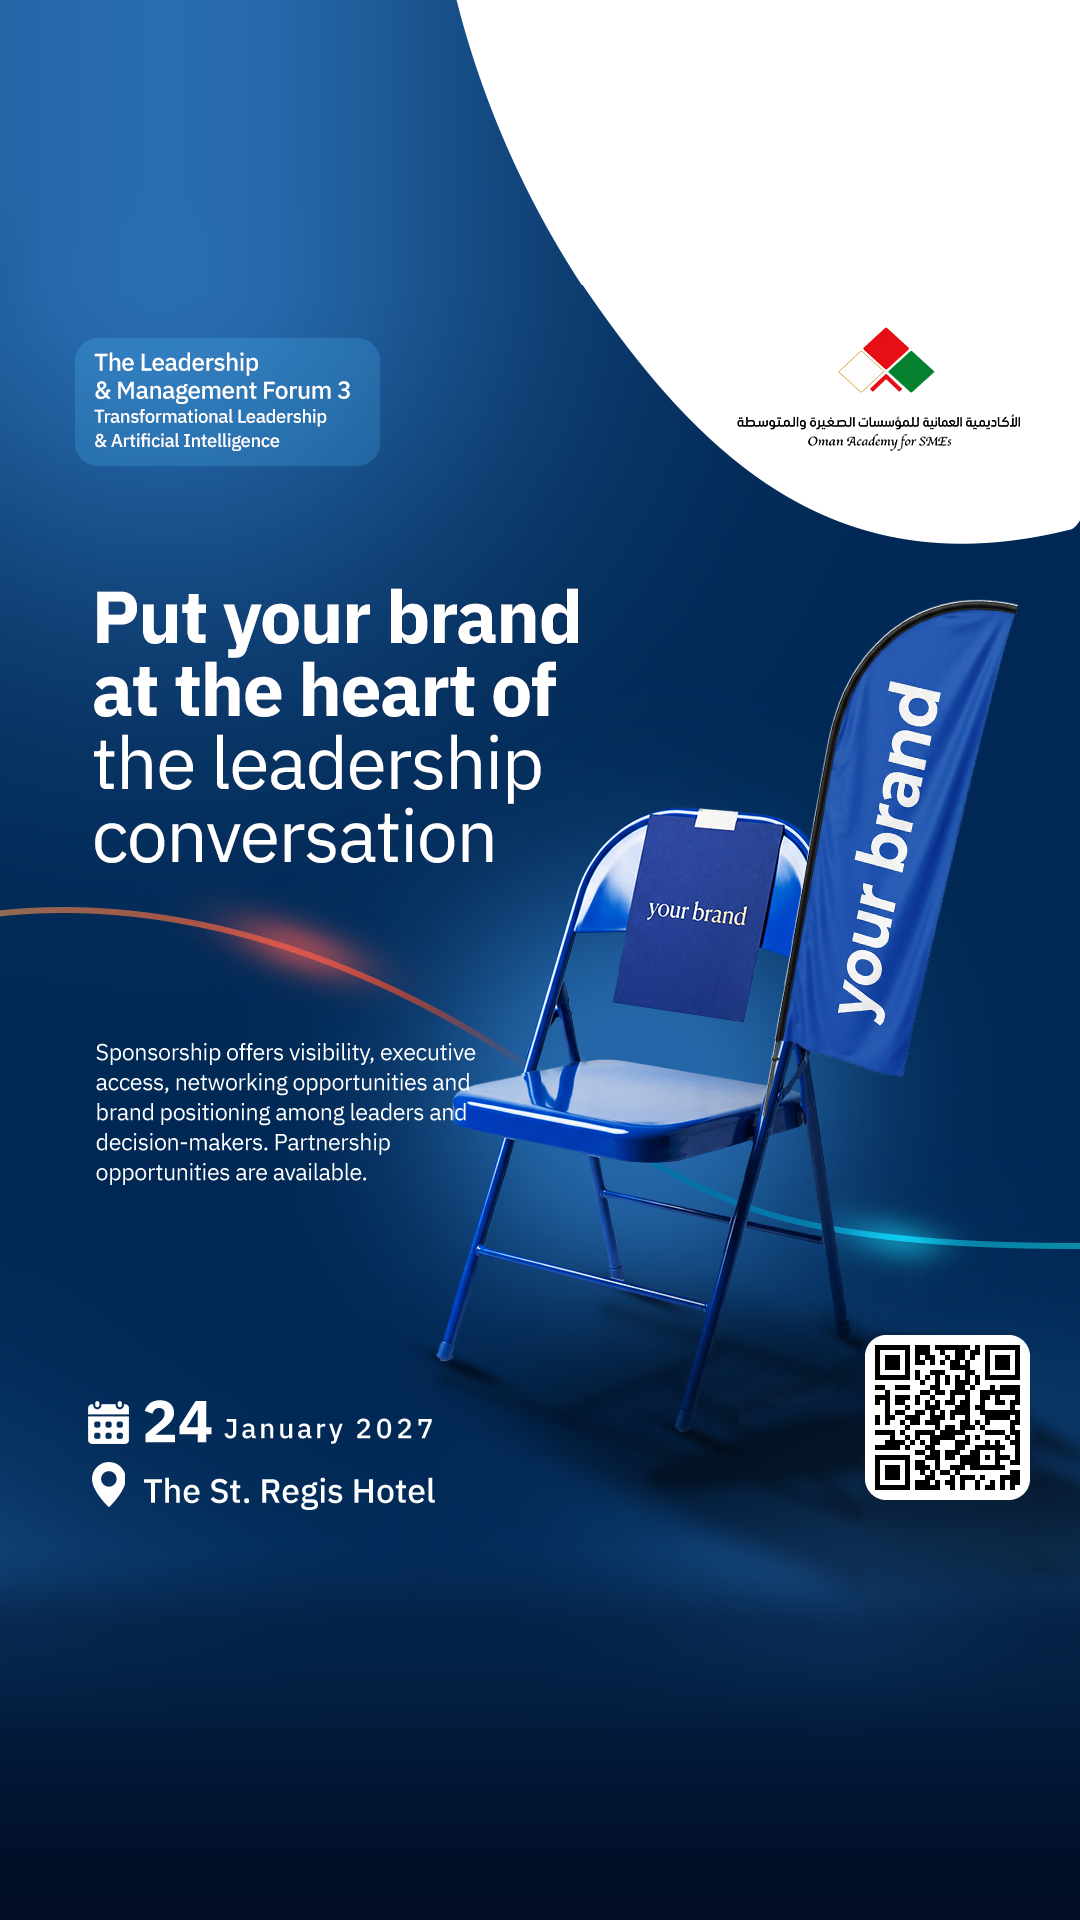 The Leadership
& Management Forum 3
Transformational Leadership
& Artificial Intelligence
الأكاديمية العمانية للمؤسسات الصغيرة والمتوسطة
Oman Academy for SMEs
Put your brand
at the heart of
the leadership
conversation
your brand
your brand
Sponsorship offers visibility, executive
access, networking opportunities and
brand positioning among leaders and
decision-makers. Partnership
opportunities are available.
24 January 2027
The St. Regis Hotel